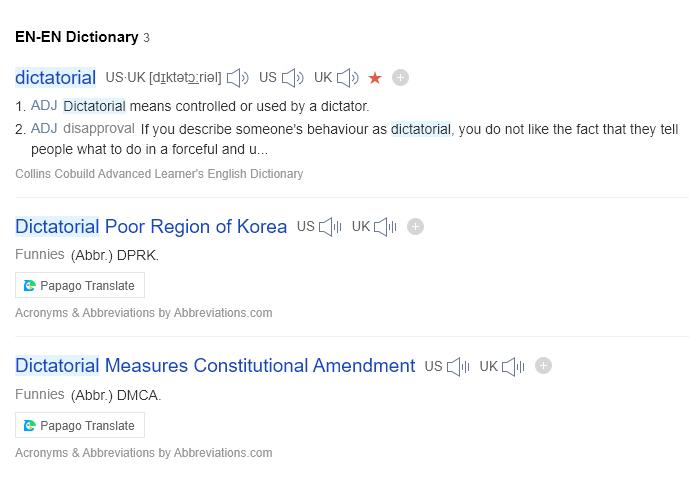 EN-EN Dictionary 3
dictatorial US·UK [dɪktətɔːriəl] US UK
1. ADJ Dictatorial means controlled or used by a dictator.
2. ADJ disapproval If you describe someone's behaviour as dictatorial, you do not like the fact that they tell
people what to do in a forceful and u...
Collins Cobuild Advanced Learner's English Dictionary
Dictatorial Poor Region of Korea US UK
Funnies (Abbr.) DPRK.
Papago Translate
Acronyms & Abbreviations by Abbreviations.com
Dictatorial Measures Constitutional Amendment US UK
Funnies (Abbr.) DMCA.
Papago Translate
Acronyms & Abbreviations by Abbreviations.com